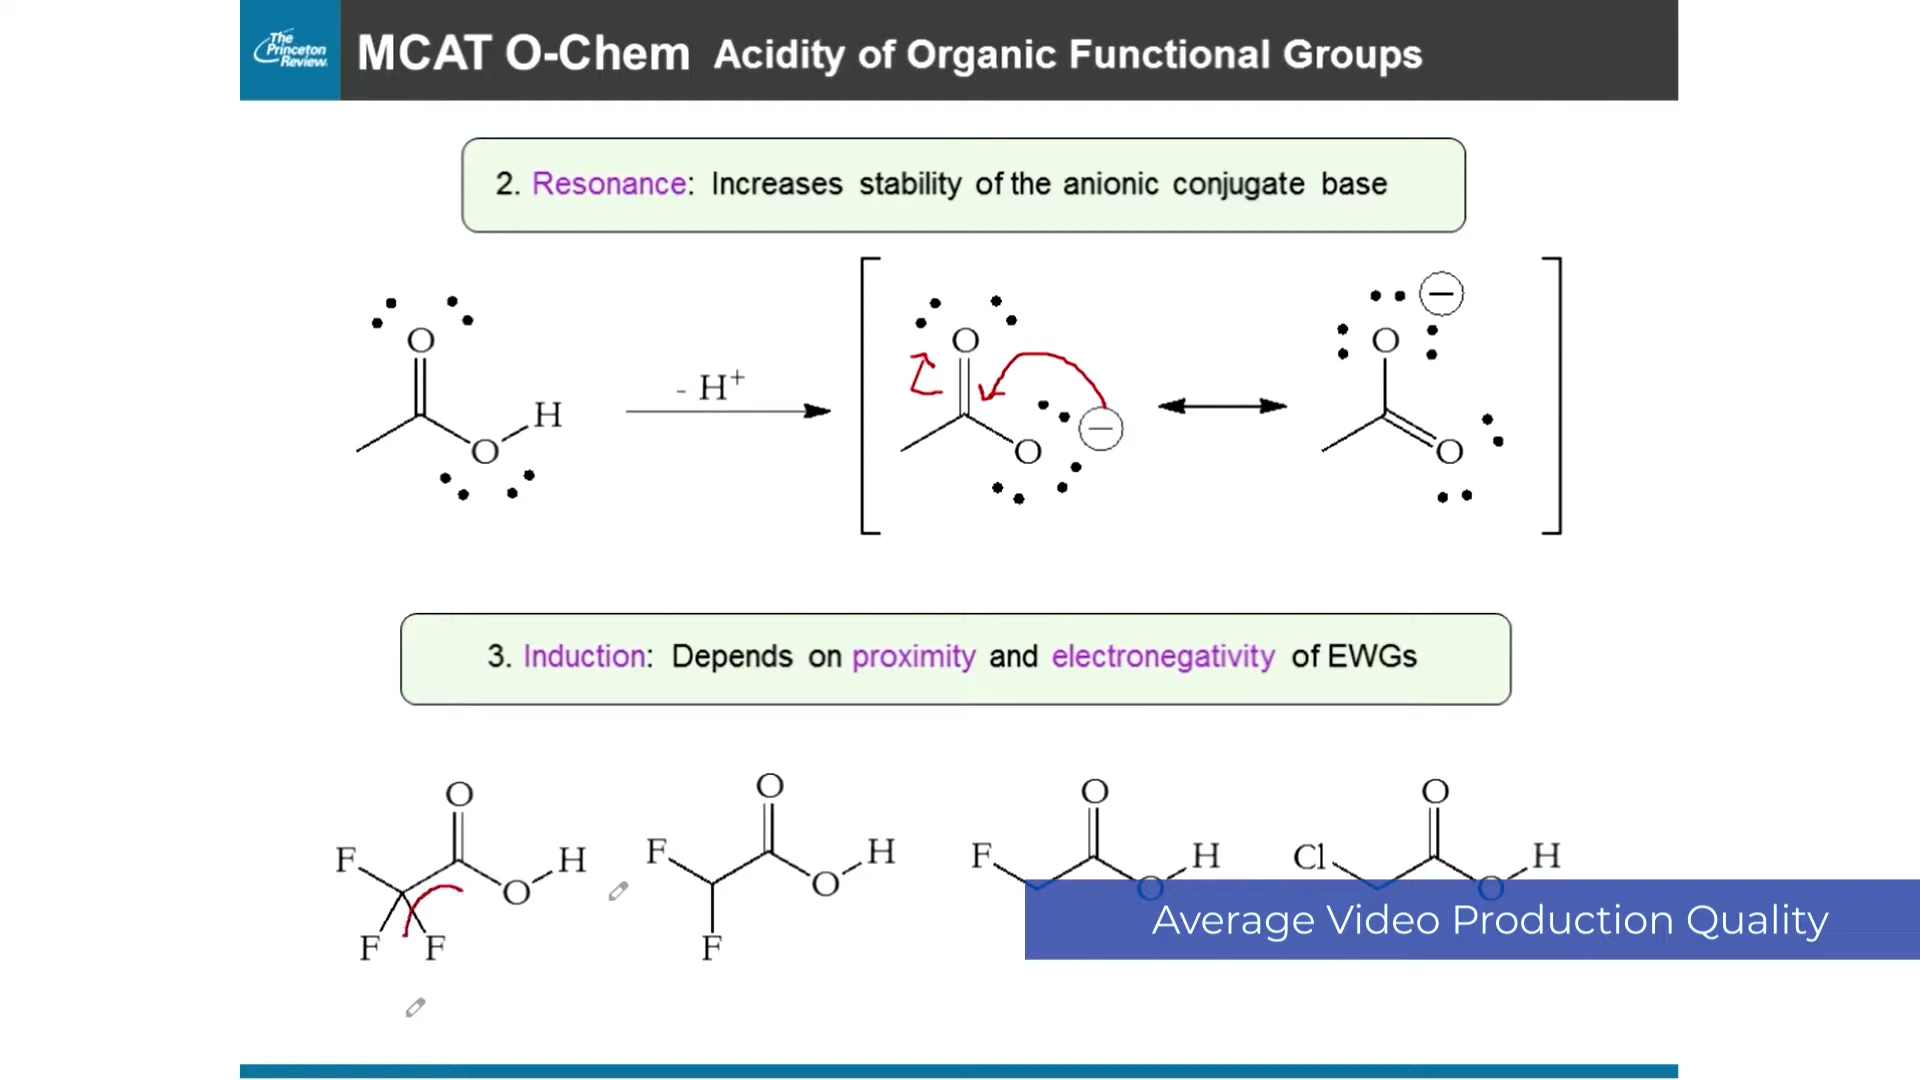 The
Princeton
Review.
MCAT O-Chem Acidity of Organic Functional Groups
2. Resonance: Increases stability of the anionic conjugate base
O
O
H
- H+
O
O
−
O
−
O
3. Induction: Depends on proximity and electronegativity of EWGs
O
F
O
H
F
F
O
F
O
H
F
O
F
O
H
O
Cl
O
H
Average Video Production Quality